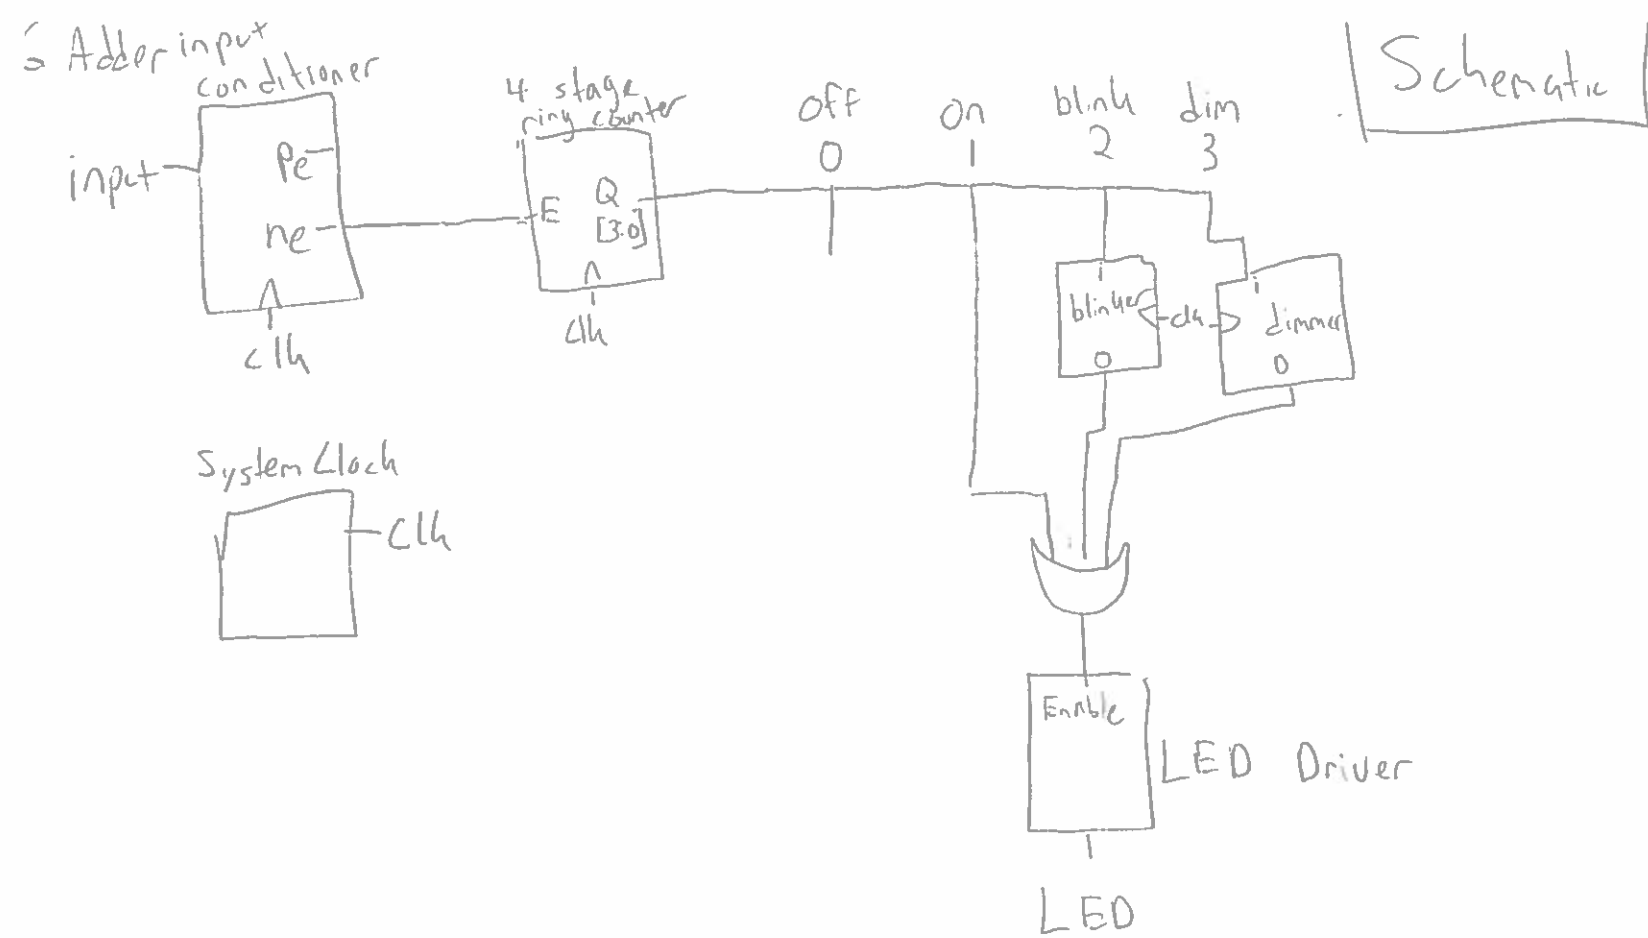 Adder input
conditioner
input
Pe
ne
clk
4 stage
ring counter
E
Q
[3:0]
clk
off
0
on
1
blink
2
dim
3
Schematic
i
blinker
O
clk
i
dimmer
O
System Clock
Clk
Enable
LED Driver
LED